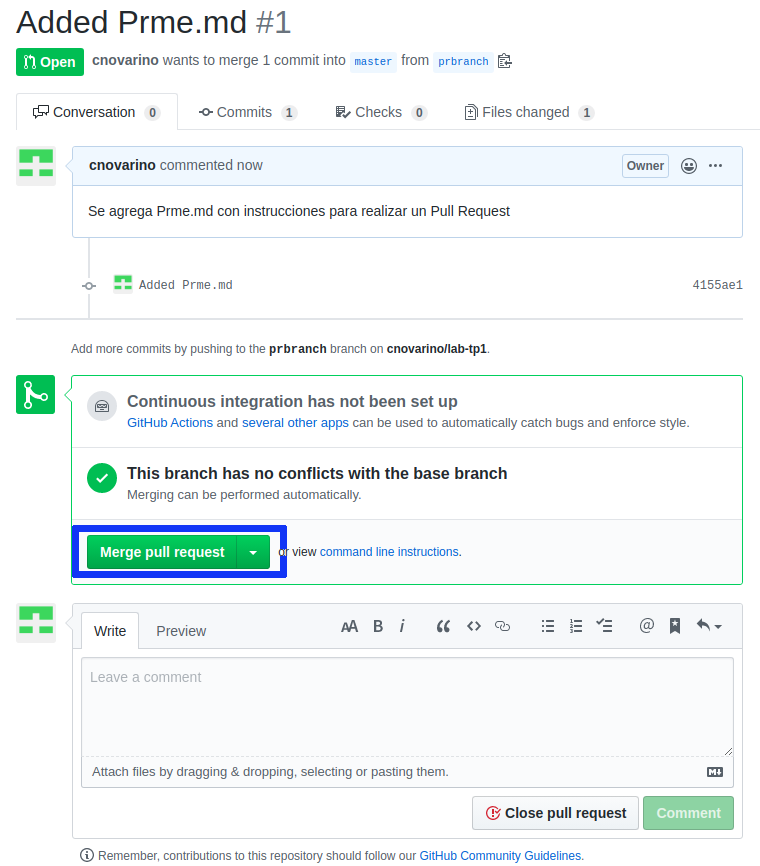 Added Prme.md #1
Open cnovarino wants to merge 1 commit into master from prbranch
Conversation 0 Commits 1 Checks 0 Files changed 1
cnovarino commented now Owner
Se agrega Prme.md con instrucciones para realizar un Pull Request
Added Prme.md 4155ae1
Add more commits by pushing to the prbranch branch on cnovarino/lab-tp1.
Continuous integration has not been set up
GitHub Actions and several other apps can be used to automatically catch bugs and enforce style.
This branch has no conflicts with the base branch
Merging can be performed automatically.
Merge pull request or view command line instructions.
Write Preview AA B i
Leave a comment
Attach files by dragging & dropping, selecting or pasting them.
Close pull request Comment
Remember, contributions to this repository should follow our GitHub Community Guidelines.